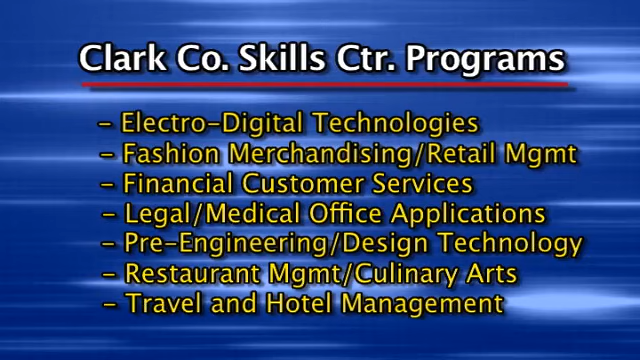 Clark Co. Skills Ctr. Programs
- Electro-Digital Technologies
- Fashion Merchandising/Retail Mgmt
- Financial Customer Services
- Legal/Medical Office Applications
- Pre-Engineering/Design Technology
- Restaurant Mgmt/Culinary Arts
- Travel and Hotel Management